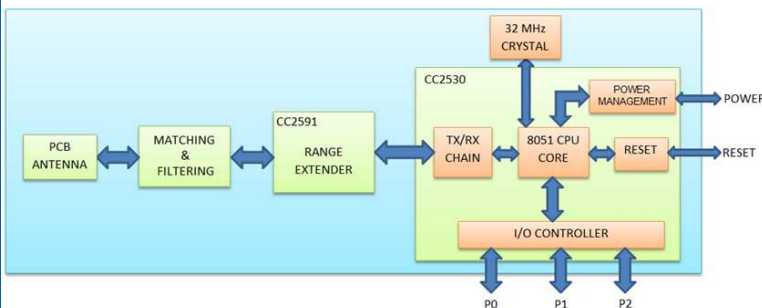 32 MHz
CRYSTAL
CC2530
POWER
MANAGEMENT
POWER
CC2591
PCB
ANTENNA
MATCHING
&
FILTERING
RANGE
EXTENDER
TX/RX
CHAIN
8051 CPU
CORE
RESET
RESET
I/O CONTROLLER
P0
P1
P2